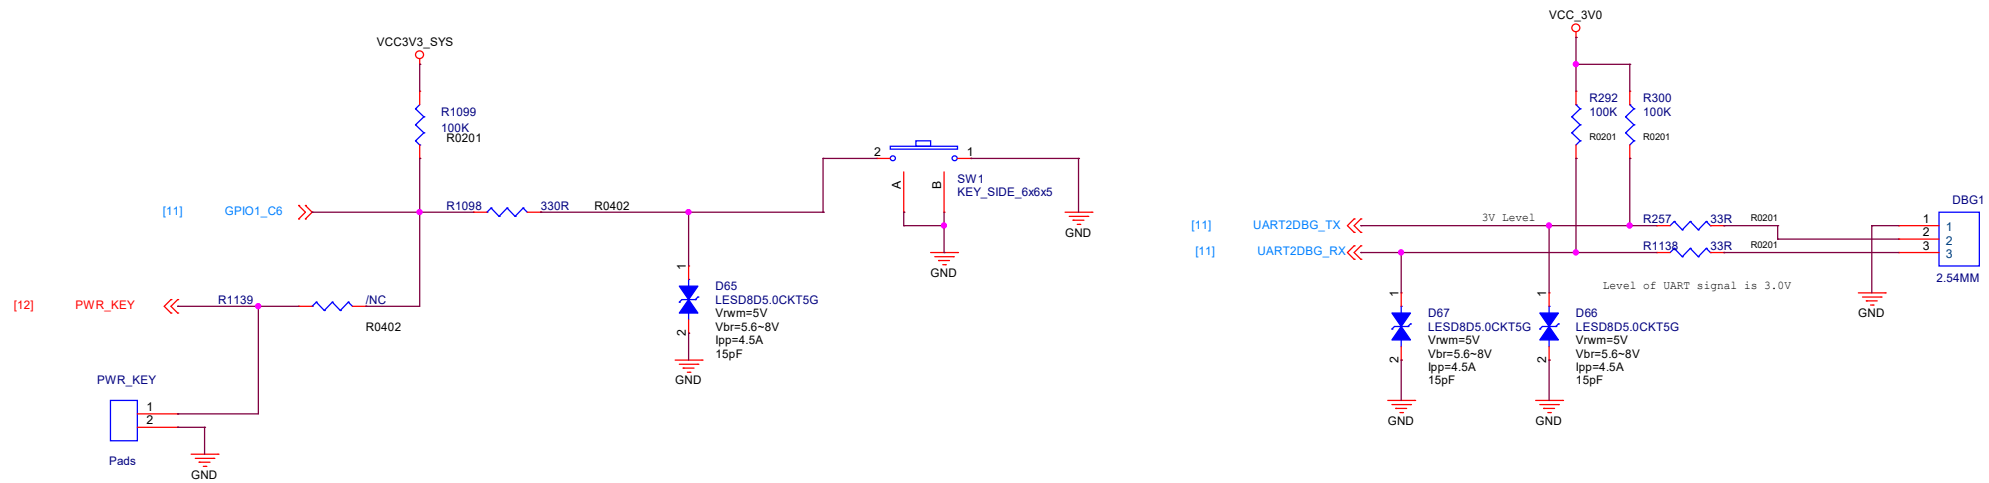 VCC3V3_SYS
R1099
100K
R0201
[11] GPIO1_C6
R1098 330R R0402
2 1
A B
SW1
KEY_SIDE_6x6x5
GND
GND
1
2
D65
LESD8D5.0CKT5G
Vrwm=5V
Vbr=5.6~8V
Ipp=4.5A
15pF
GND
[12] PWR_KEY
R1139 /NC
R0402
PWR_KEY
1
2
Pads
GND
VCC_3V0
R292
100K
R0201
R300
100K
R0201
[11] UART2DBG_TX
3V Level
R257 33R R0201
[11] UART2DBG_RX
R1138 33R R0201
DBG1
1 1
2 2
3 3
2.54MM
GND
Level of UART signal is 3.0V
1
2
D67
LESD8D5.0CKT5G
Vrwm=5V
Vbr=5.6~8V
Ipp=4.5A
15pF
GND
1
2
D66
LESD8D5.0CKT5G
Vrwm=5V
Vbr=5.6~8V
Ipp=4.5A
15pF
GND